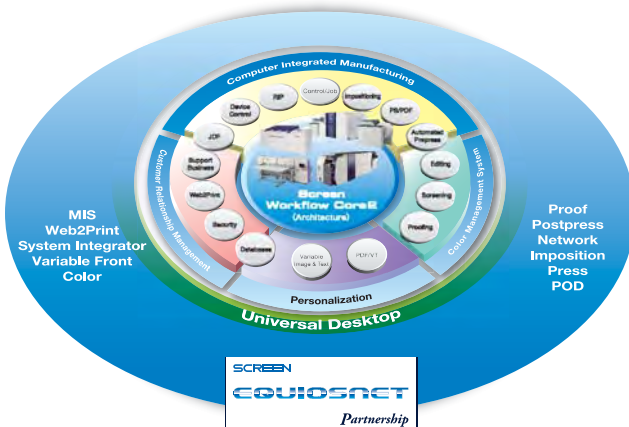 Computer Integrated Manufacturing
Control/Job
RIP
Impositioning
Device
Control
PS/PDF
JDF
Automated
Prepress
Support
Business
Editing
Web2Print
Screening
Security
Proofing
Databases
Variable
Image & Text
PDF/VT
Screen
Workflow Core2
(Architecture)
Customer Relationship Management
Color Management System
Personalization
Universal Desktop
MIS
Web2Print
System Integrator
Variable Front
Color
Proof
Postpress
Network
Imposition
Press
POD
SCREEN
EQUIOSNET
Partnership